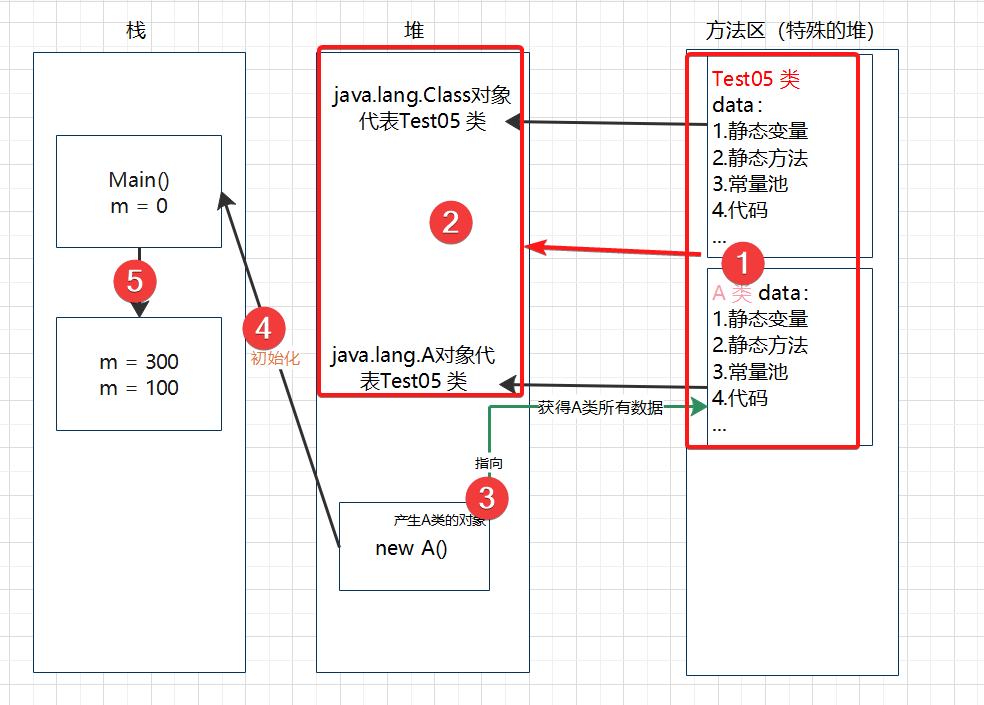 栈
堆
方法区（特殊的堆）
Main()
m = 0
5
m = 300
m = 100
4
初始化
java.lang.Class对象
代表Test05 类
2
java.lang.A对象代
表Test05 类
获得A类所有数据
指向
3
产生A类的对象
new A()
Test05 类
data：
1.静态变量
2.静态方法
3.常量池
4.代码
...
1
A 类 data：
1.静态变量
2.静态方法
3.常量池
4.代码
...